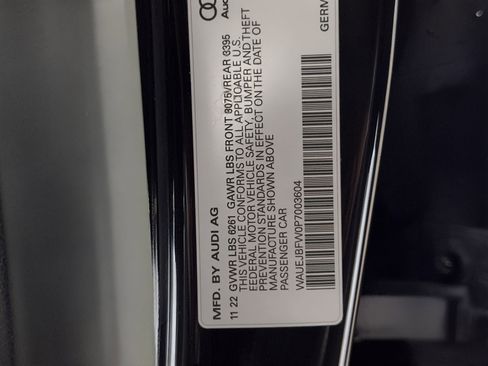 Audi
GERM
MFD. BY AUDI AG
11 22 GVWR LBS 6261 GAWR LBS FRONT 3075/REAR 3395
THIS VEHICLE CONFORMS TO ALL APPLICABLE U.S.
FEDERAL MOTOR VEHICLE SAFETY, BUMPER AND THEFT
PREVENTION STANDARDS IN EFFECT ON THE DATE OF
MANUFACTURE SHOWN ABOVE
PASSENGER CAR
WAUEJBFW0P7003604